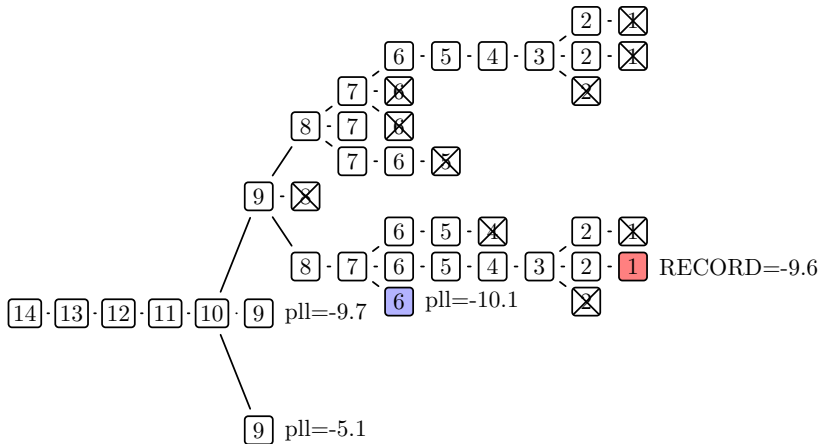 2 1
6 5 4 3 2 1
7 6 2
8 7 6
7 6 5
9 8
6 5 4 2 1
8 7 6 5 4 3 2 1 RECORD=-9.6
6 pll=-10.1 2
14 13 12 11 10 9 pll=-9.7
9 pll=-5.1